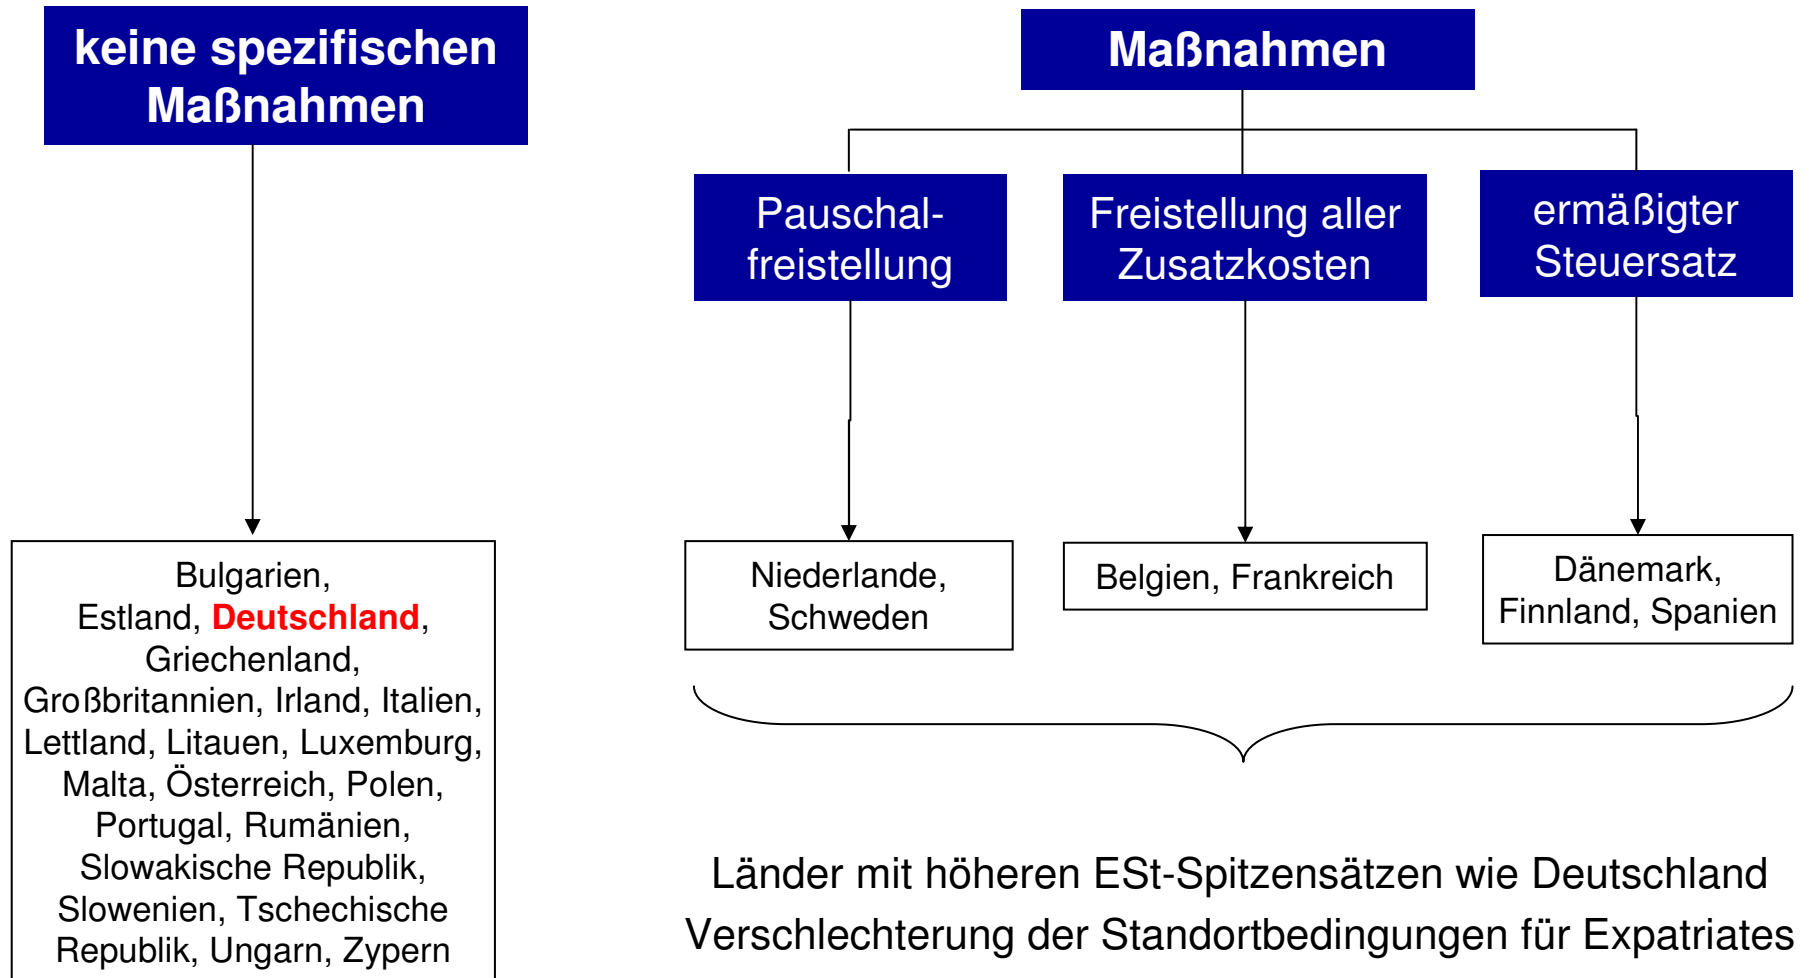 keine spezifischen
Maßnahmen
Bulgarien,
Estland, Deutschland,
Griechenland,
Großbritannien, Irland, Italien,
Lettland, Litauen, Luxemburg,
Malta, Österreich, Polen,
Portugal, Rumänien,
Slowakische Republik,
Slowenien, Tschechische
Republik, Ungarn, Zypern
Maßnahmen
Pauschal-
freistellung
Niederlande,
Schweden
Freistellung aller
Zusatzkosten
Belgien, Frankreich
ermäßigter
Steuersatz
Dänemark,
Finnland, Spanien
Länder mit höheren ESt-Spitzensätzen wie Deutschland
Verschlechterung der Standortbedingungen für Expatriates